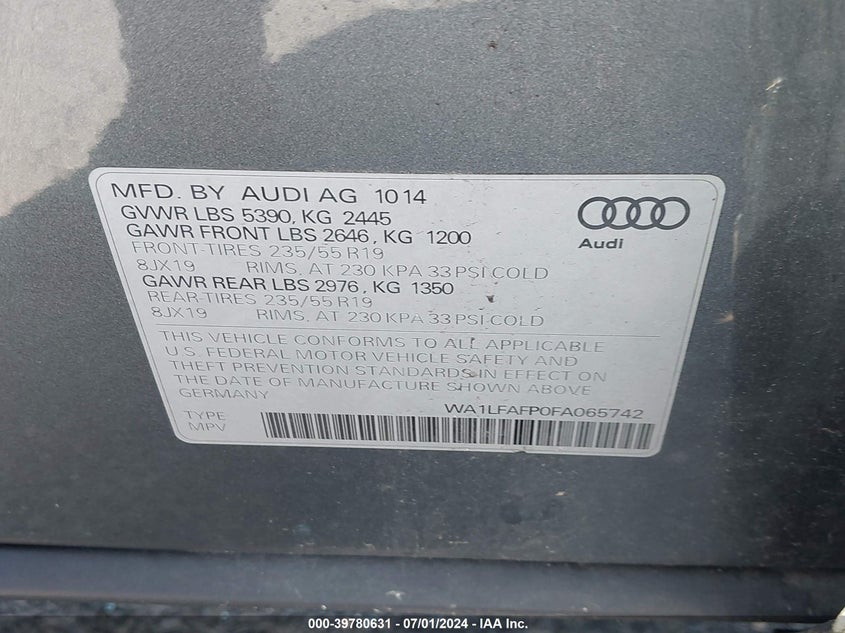 MFD. BY AUDI AG 10 14
GVWR LBS 5390, KG 2445
GAWR FRONT LBS 2646, KG 1200
FRONT-TIRES 235/55 R19
8JX19 RIMS, AT 230 KPA 33 PSI COLD
GAWR REAR LBS 2976, KG 1350
REAR-TIRES 235/55 R19
8JX19 RIMS, AT 230 KPA 33 PSI COLD
Audi
THIS VEHICLE CONFORMS TO ALL APPLICABLE
U.S. FEDERAL MOTOR VEHICLE SAFETY AND
THEFT PREVENTION STANDARDS IN EFFECT ON
THE DATE OF MANUFACTURE SHOWN ABOVE
GERMANY
WA1LFAFP0FA065742
TYPE
MPV
000-39780631 - 07/01/2024 - IAA Inc.